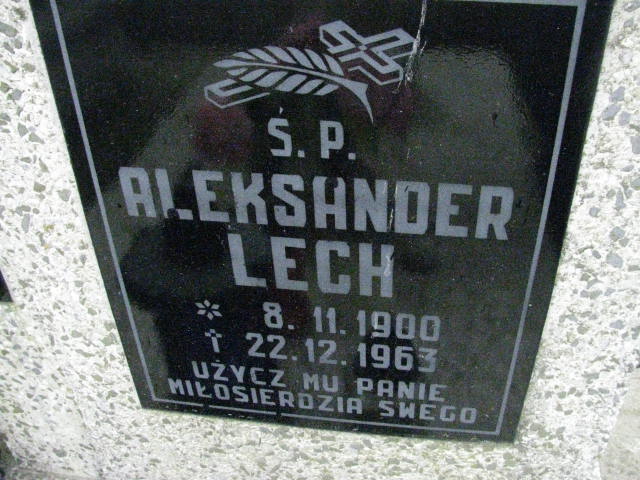 Ś. P.
ALEKSANDER
LECH
* 8. 11. 1900
† 22. 12. 1963
UŻYCZ MU PANIE
MIŁOSIERDZIA SWEGO